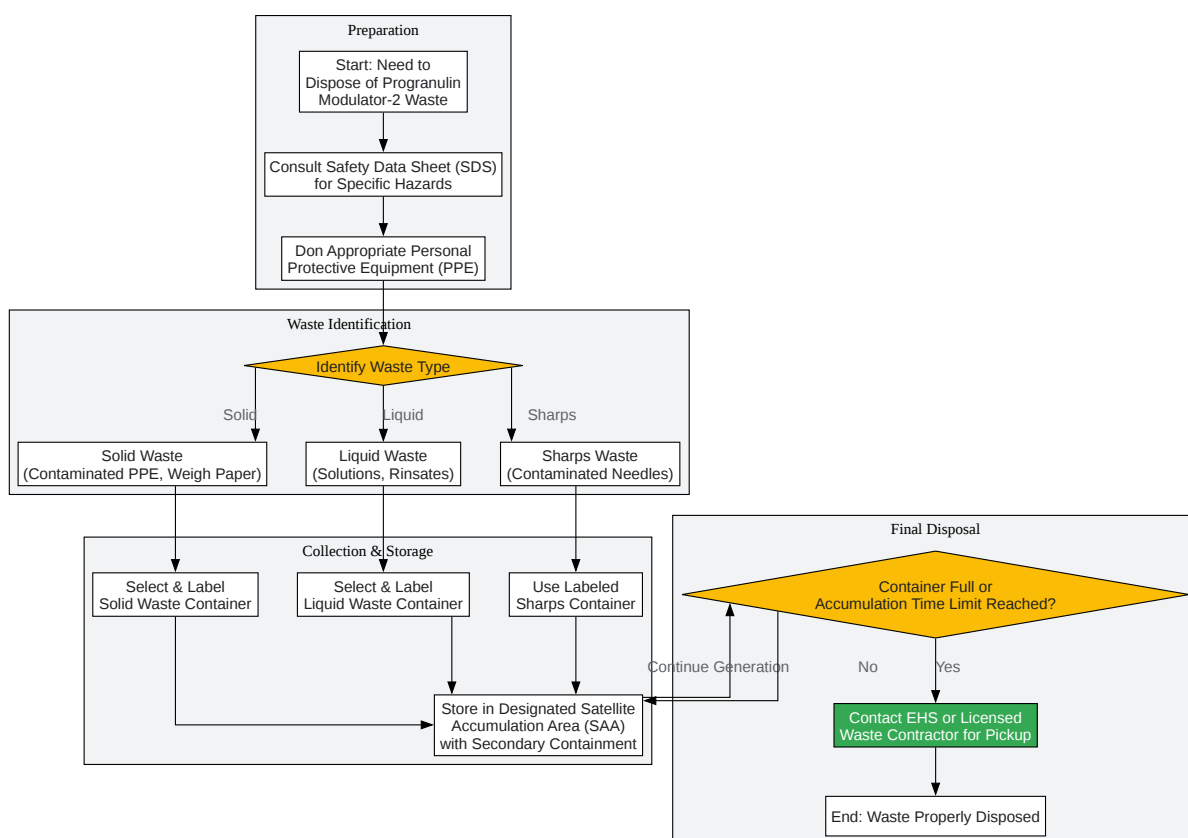 Preparation
Start: Need to
Dispose of Progranulin
Modulator-2 Waste
Consult Safety Data Sheet (SDS)
for Specific Hazards
Don Appropriate Personal
Protective Equipment (PPE)
Waste Identification
Identify Waste Type
Solid
Liquid
Sharps
Solid Waste
(Contaminated PPE, Weigh Paper)
Liquid Waste
(Solutions, Rinsates)
Sharps Waste
(Contaminated Needles)
Collection & Storage
Select & Label
Solid Waste Container
Select & Label
Liquid Waste Container
Use Labeled
Sharps Container
Store in Designated Satellite
Accumulation Area (SAA)
with Secondary Containment
Final Disposal
Container Full or
Accumulation Time Limit Reached?
Continue Generation
No
Yes
Contact EHS or Licensed
Waste Contractor for Pickup
End: Waste Properly Disposed